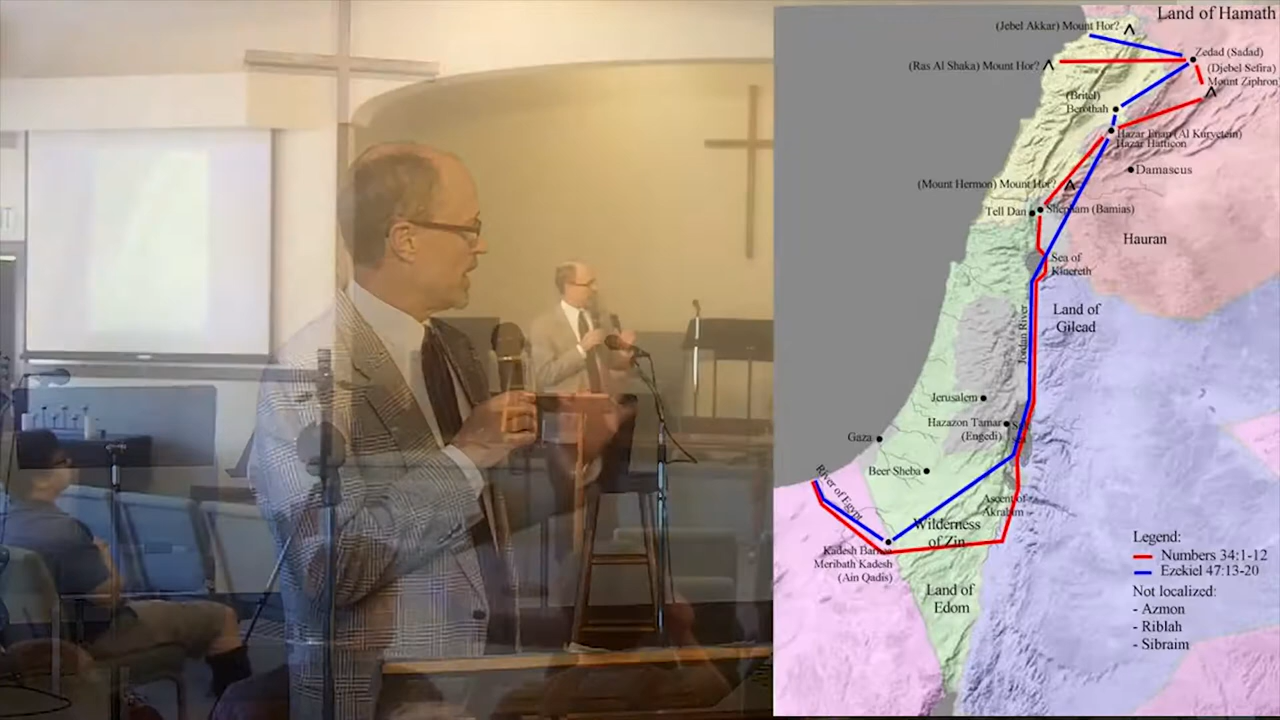 Land of Hamath
(Jebel Akkar) Mount Hor?
Zedad (Sadad)
(Ras Al Shaka) Mount Hor?
(Djebel Sefira)
Mount Ziphron
(Britel)
Berothah
Hazar Enan (Al Kuryetein)
Hazar Hatticon
Damascus
(Mount Hermon) Mount Hor?
Tell Dan
Shepham (Bamias)
Hauran
Sea of
Kinereth
Land of
Gilead
Jordan River
Jerusalem
Hazazon Tamar
(Engedi)
Gaza
Beer Sheba
River of Egypt
Ascent of
Akrabim
Wilderness
of Zin
Kadesh Barnea
Meribath Kadesh
(Ain Qadis)
Land of
Edom
Legend:
Numbers 34:1-12
Ezekiel 47:13-20
Not localized:
- Azmon
- Riblah
- Sibraim